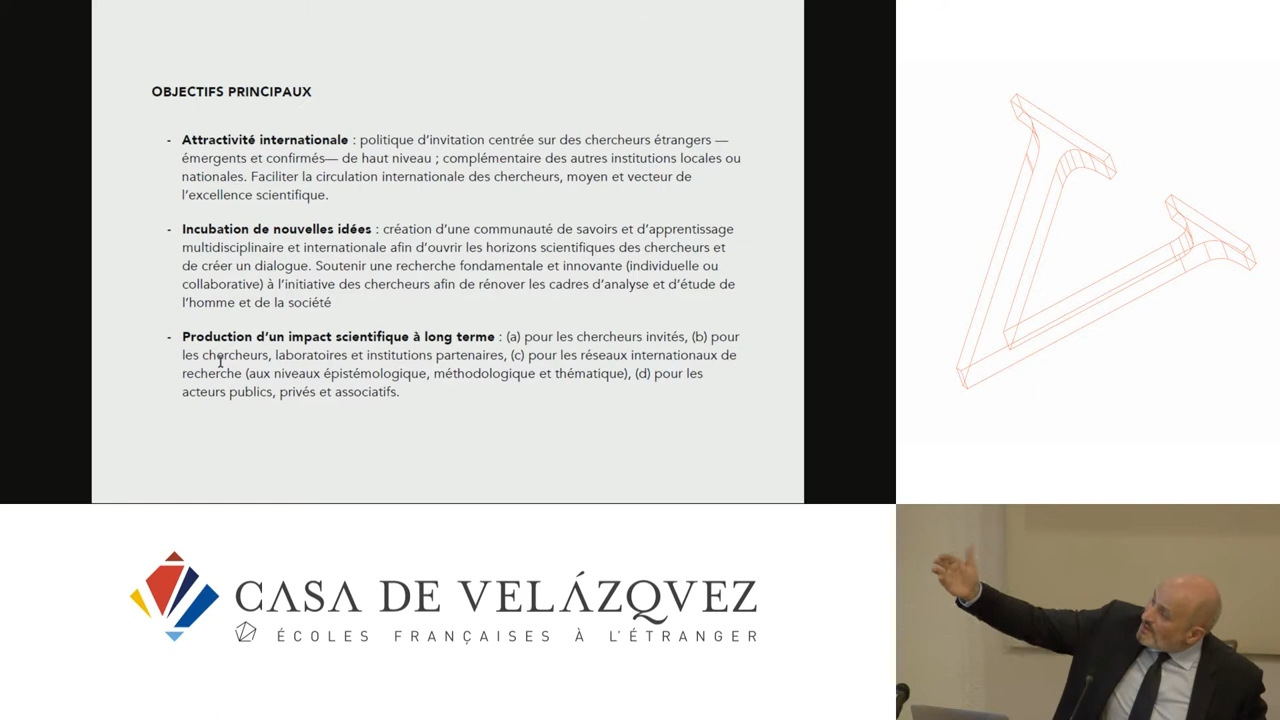 OBJECTIFS PRINCIPAUX
- Attractivité internationale : politique d’invitation centrée sur des chercheurs étrangers —
émergents et confirmés— de haut niveau ; complémentaire des autres institutions locales ou
nationales. Faciliter la circulation internationale des chercheurs, moyen et vecteur de
l’excellence scientifique.
- Incubation de nouvelles idées : création d’une communauté de savoirs et d’apprentissage
multidisciplinaire et internationale afin d’ouvrir les horizons scientifiques des chercheurs et
de créer un dialogue. Soutenir une recherche fondamentale et innovante (individuelle ou
collaborative) à l’initiative des chercheurs afin de rénover les cadres d’analyse et d’étude de
l’homme et de la société
- Production d’un impact scientifique à long terme : (a) pour les chercheurs invités, (b) pour
les chercheurs, laboratoires et institutions partenaires, (c) pour les réseaux internationaux de
recherche (aux niveaux épistémologique, méthodologique et thématique), (d) pour les
acteurs publics, privés et associatifs.
CASA DE VELÁZQVEZ
ÉCOLES FRANÇAISES À L'ÉTRANGER